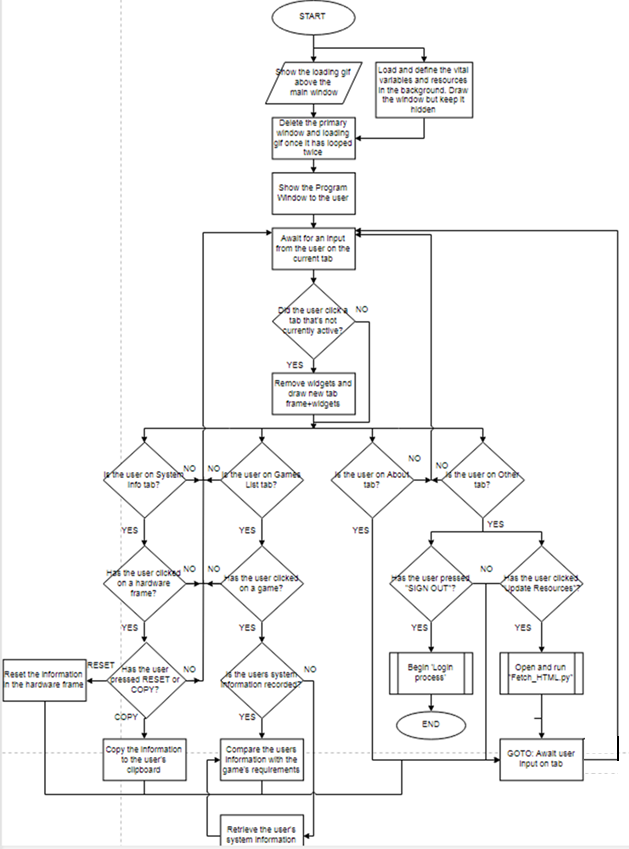 START
Show the loading gif
above the
main window
Load and define the vital
variables and resources
in the background. Draw
the window but keep it
hidden
Delete the primary
window and loading
gif once it has looped
twice
Show the Program
Window to the user
Await for an input
from the user on the
current tab
Did the user click a
tab that's not
currently active?
NO
YES
Remove widgets and
draw new tab
frame+widgets
Is the user on System
Info tab?
NO
NO
Is the user on Games
List tab?
Is the user on About
tab?
NO
NO
Is the user on Other
tab?
YES
YES
YES
YES
Has the user clicked
on a hardware
frame?
NO
NO
Has the user clicked
on a game?
Has the user pressed
"SIGN OUT"?
NO
Has the user clicked
'Update Resources'?
YES
YES
YES
YES
Reset the information
in the hardware frame
RESET
Has the user
pressed RESET or
COPY?
NO
Is the users system
information recorded?
NO
Begin 'Login
process'
Open and run
"Fetch_HTML.py"
COPY
YES
END
Copy the information
to the user's
clipboard
Compare the users
information with the
game's requirements
GOTO: Await user
input on tab
Retrieve the user's
system information